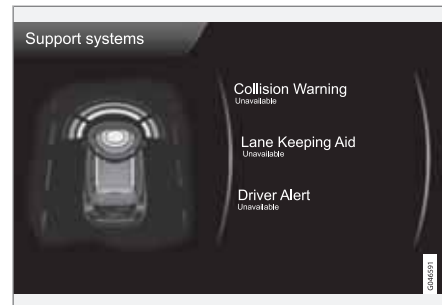 Support systems
Collision Warning
Unavailable
Lane Keeping Aid
Unavailable
Driver Alert
Unavailable
G046591